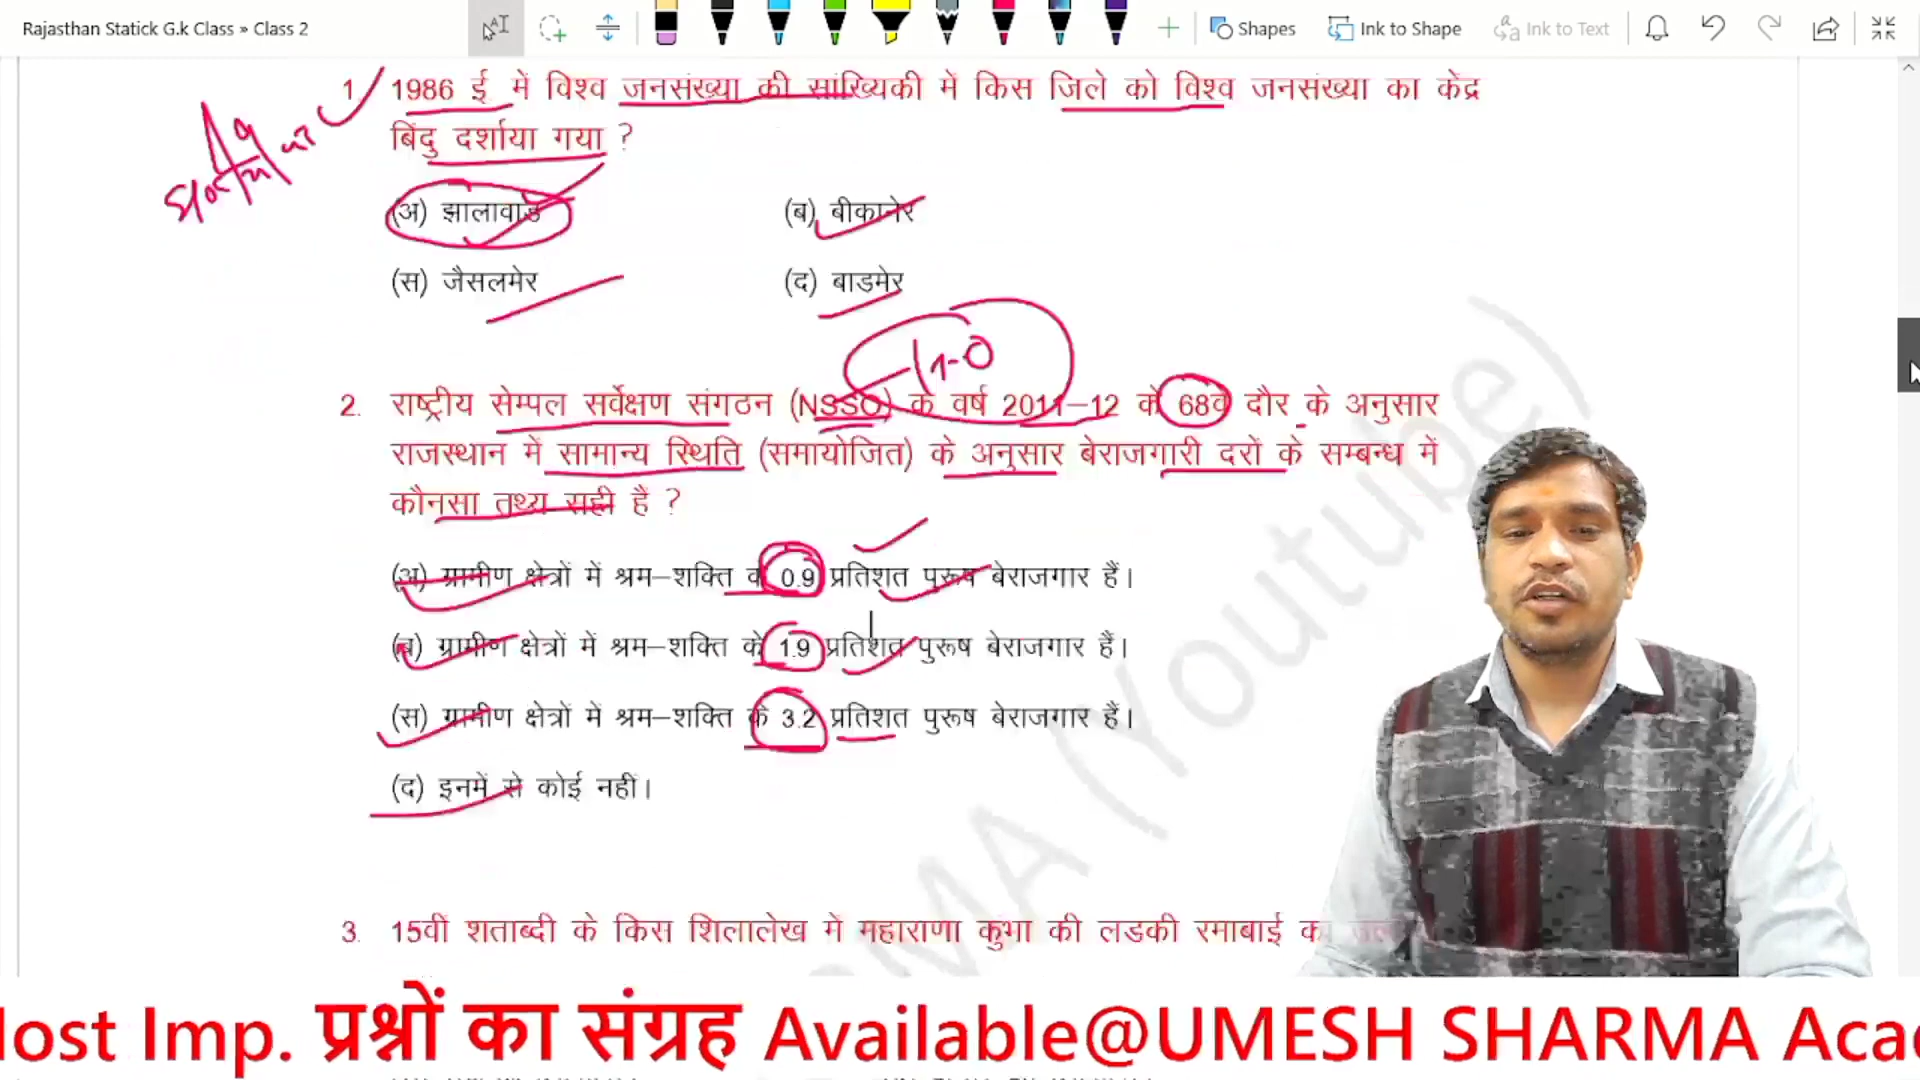 Rajasthan Statick G.k Class » Class 2
Shapes
Ink to Shape
Ink to Text
1 1986 ई में विश्व जनसंख्या की सांख्यिकी में किस जिले को विश्व जनसंख्या का केंद्र
बिंदु दर्शाया गया ?
(अ) झालावाड
(ब) बीकानेर
(स) जैसलमेर
(द) बाडमेर
2. राष्ट्रीय सेम्पल सर्वेक्षण संगठन (NSSO) के वर्ष 2011–12 के 68वें दौर के अनुसार
राजस्थान में सामान्य स्थिति (समायोजित) के अनुसार बेराजगारी दरों के सम्बन्ध में
कौनसा तथ्य सही है ?
(अ) ग्रामीण क्षेत्रों में श्रम–शक्ति के 0.9 प्रतिशत पुरूष बेराजगार हैं।
(ब) ग्रामीण क्षेत्रों में श्रम–शक्ति के 1.9 प्रतिशत पुरूष बेराजगार हैं।
(स) ग्रामीण क्षेत्रों में श्रम–शक्ति के 3.2 प्रतिशत पुरूष बेराजगार हैं।
(द) इनमें से कोई नहीं।
3. 15वीं शताब्दी के किस शिलालेख में महाराणा कुंभा की लडकी रमाबाई का
MA (Youtube)
Most Imp. प्रश्नों का संग्रह Available@UMESH SHARMA Aca